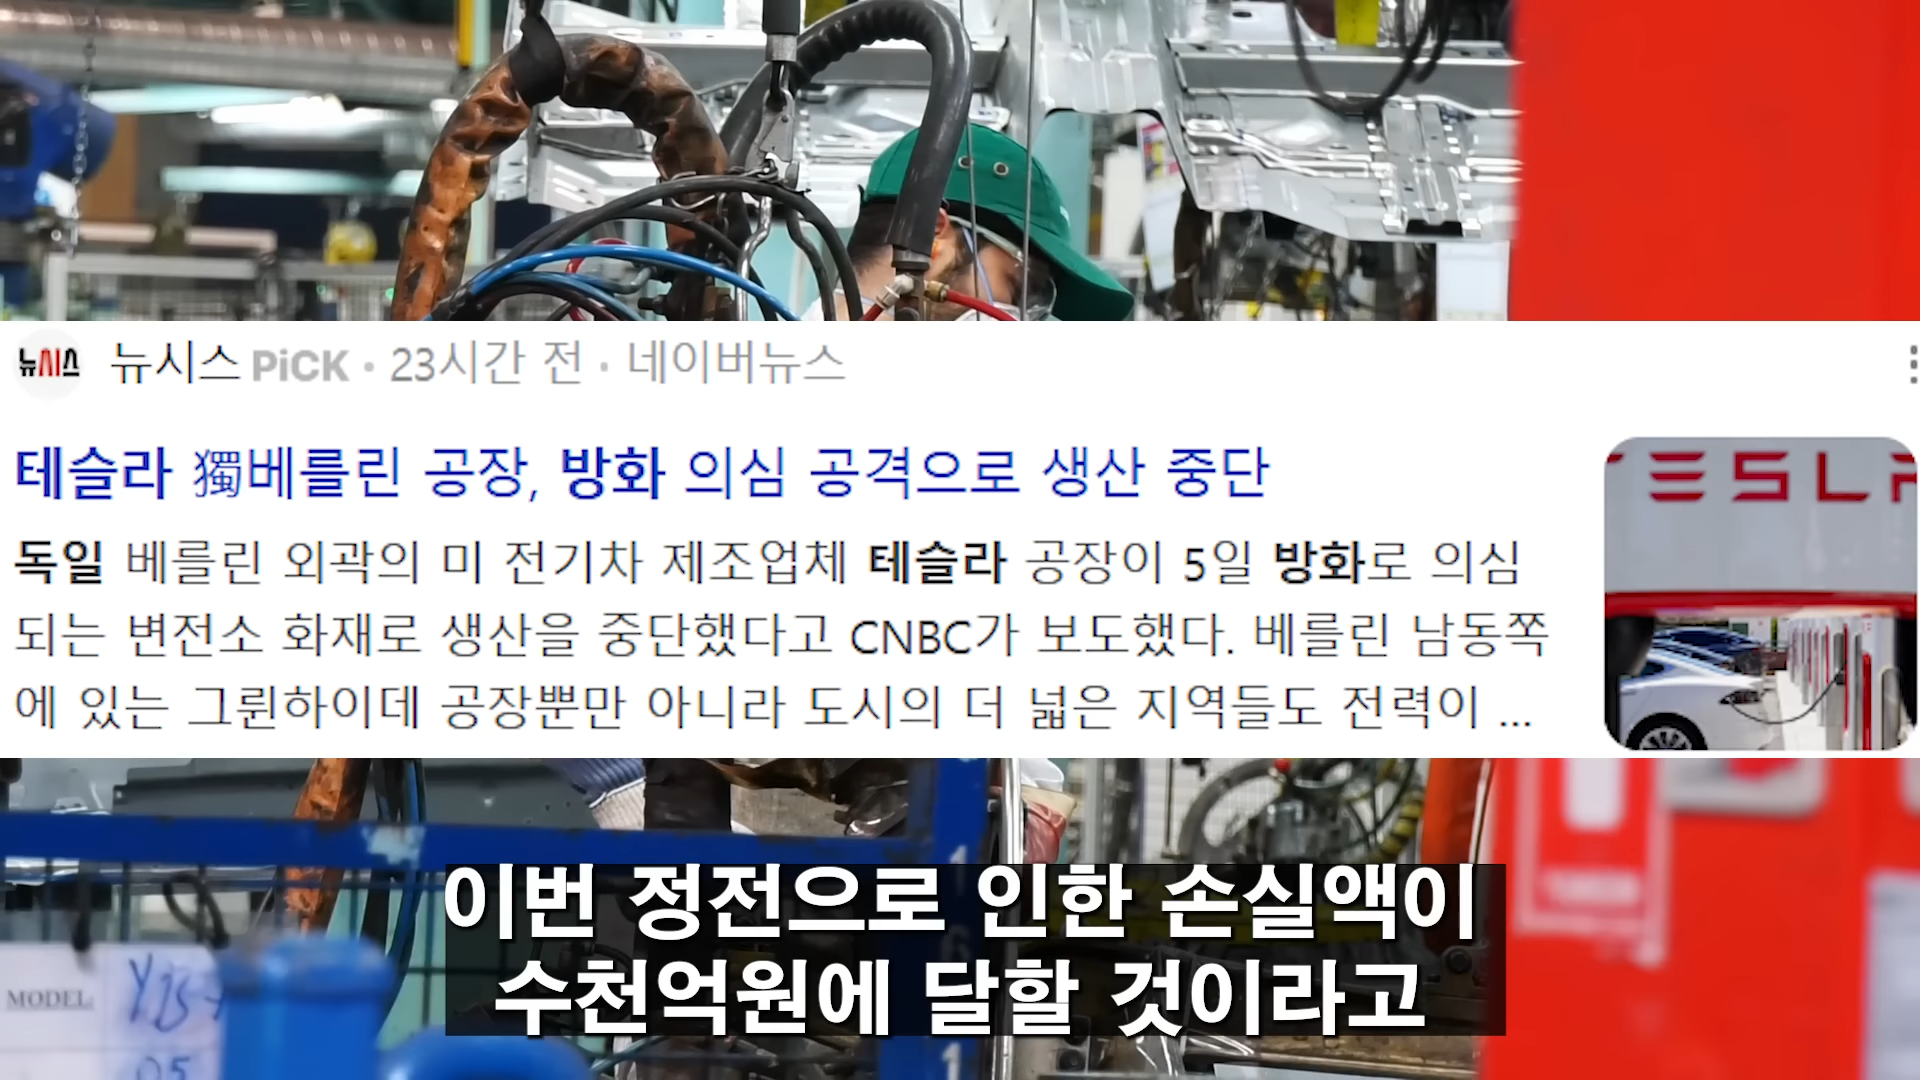 뉴시스 뉴시스 PiCK · 23시간 전 · 네이버뉴스
테슬라 獨베를린 공장, 방화 의심 공격으로 생산 중단
독일 베를린 외곽의 미 전기차 제조업체 테슬라 공장이 5일 방화로 의심
되는 변전소 화재로 생산을 중단했다고 CNBC가 보도했다. 베를린 남동쪽
에 있는 그륀하이데 공장뿐만 아니라 도시의 더 넓은 지역들도 전력이 ...
TESL
이번 정전으로 인한 손실액이
수천억원에 달할 것이라고
MODEL: